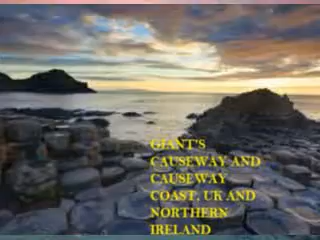 GIANT'S
CAUSEWAY AND
CAUSEWAY
COAST, UK AND
NORTHERN
IRELAND